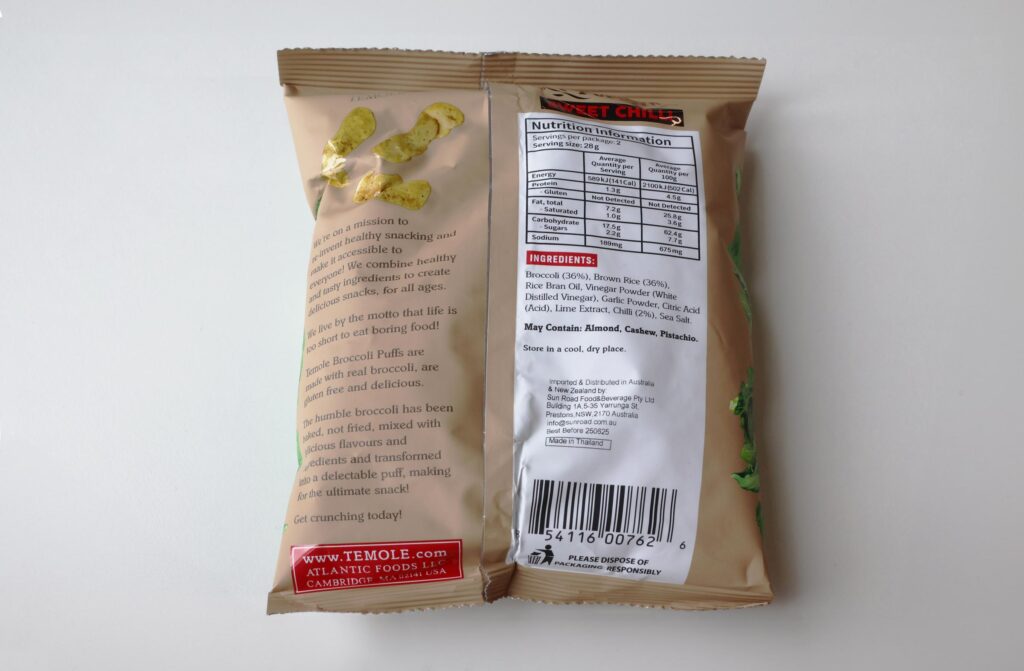 We're on a mission to
re-invent healthy snacking and
make it accessible to
everyone! We combine healthy
and tasty ingredients to create
delicious snacks, for all ages.
We live by the motto that life is
too short to eat boring food!
Temole Broccoli Puffs are
made with real broccoli, are
gluten free and delicious.
The humble broccoli has been
baked, not fried, mixed with
delicious flavours and
ingredients and transformed
into a delectable puff, making
for the ultimate snack!
Get crunching today!
www.TEMOLE.com
ATLANTIC FOODS LLC
CAMBRIDGE, MA 02141 USA
SWEET CHILLI
Nutrition Information
Servings per package: 2
Serving size: 28g
Average Quantity per Serving Average Quantity per 100g
Energy 589kJ(141Cal) 2100kJ(502Cal)
Protein 1.3g 4.5g
- Gluten Not Detected Not Detected
Fat, total 7.2g 25.8g
- Saturated 1.0g 3.6g
Carbohydrate 17.5g 62.4g
- Sugars 2.2g 7.7g
Sodium 189mg 675mg
INGREDIENTS:
Broccoli (36%), Brown Rice (36%),
Rice Bran Oil, Vinegar Powder (White
Distilled Vinegar), Garlic Powder, Citric Acid
(Acid), Lime Extract, Chilli (2%), Sea Salt.
May Contain: Almond, Cashew, Pistachio.
Store in a cool, dry place.
Imported & Distributed in Australia
& New Zealand by:
Sun Road Food&Beverage Pty Ltd
Building 1A,5-35 Yarrunga St,
Prestons,NSW,2170 Australia
info@sunroad.com.au
Best Before 250625
Made in Thailand
54116 00762 6
PLEASE DISPOSE OF
PACKAGING RESPONSIBLY